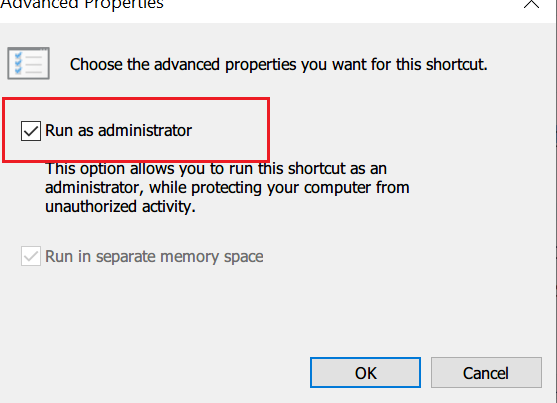 Advanced Properties
Choose the advanced properties you want for this shortcut.
Run as administrator
This option allows you to run this shortcut as an
administrator, while protecting your computer from
unauthorized activity.
Run in separate memory space
OK
Cancel